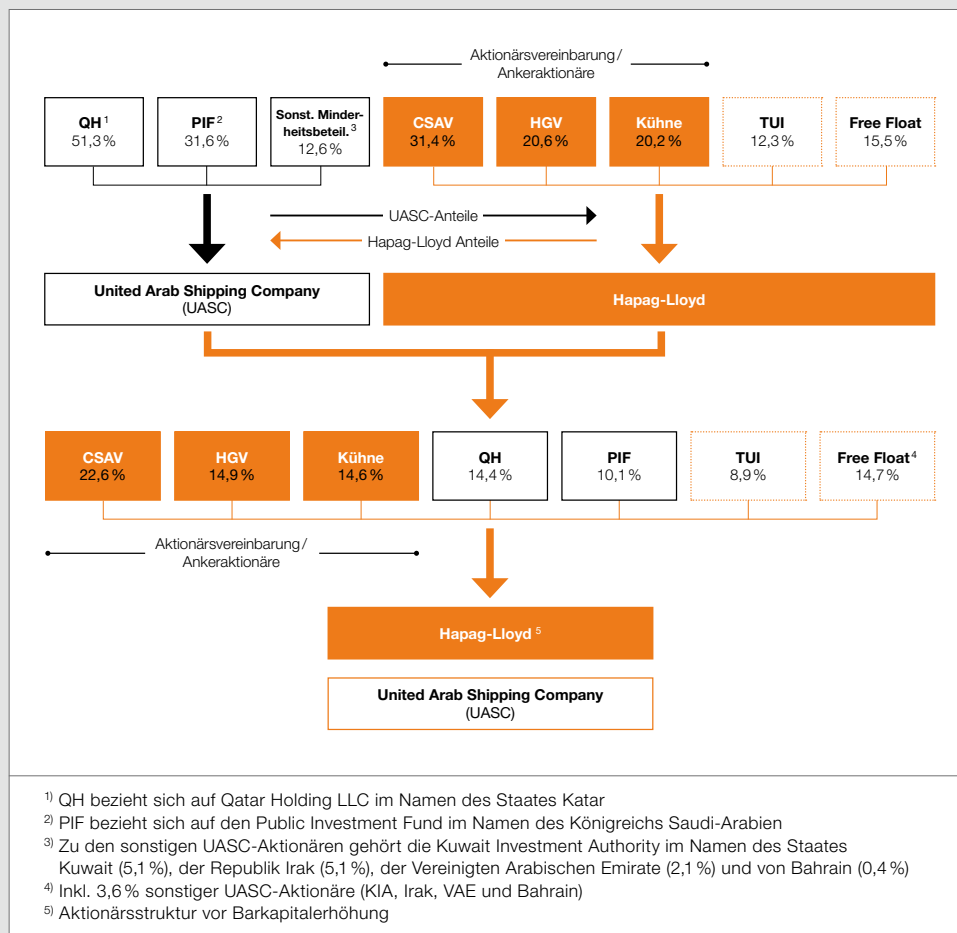 Aktionärsvereinbarung/
Ankeraktionäre
QH 1
51,3 %
PIF 2
31,6 %
Sonst. Minder-
heitsbeteil. 3
12,6 %
CSAV
31,4 %
HGV
20,6 %
Kühne
20,2 %
TUI
12,3 %
Free Float
15,5 %
UASC-Anteile
Hapag-Lloyd Anteile
United Arab Shipping Company
(UASC)
Hapag-Lloyd
CSAV
22,6 %
HGV
14,9 %
Kühne
14,6 %
QH
14,4 %
PIF
10,1 %
TUI
8,9 %
Free Float 4
14,7 %
Aktionärsvereinbarung/
Ankeraktionäre
Hapag-Lloyd 5
United Arab Shipping Company
(UASC)
1) QH bezieht sich auf Qatar Holding LLC im Namen des Staates Katar
2) PIF bezieht sich auf den Public Investment Fund im Namen des Königreichs Saudi-Arabien
3) Zu den sonstigen UASC-Aktionären gehört die Kuwait Investment Authority im Namen des Staates
Kuwait (5,1 %), der Republik Irak (5,1 %), der Vereinigten Arabischen Emirate (2,1 %) und von Bahrain (0,4 %)
4) Inkl. 3,6 % sonstiger UASC-Aktionäre (KIA, Irak, VAE und Bahrain)
5) Aktionärsstruktur vor Barkapitalerhöhung